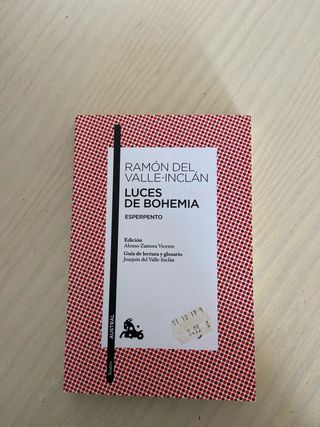 RAMÓN DEL
VALLE-INCLÁN
LUCES
DE BOHEMIA
ESPERPENTO
Edición
Alonso Zamora Vicente
Guía de lectura y glosario
Joaquín del Valle-Inclán
AUSTRAL